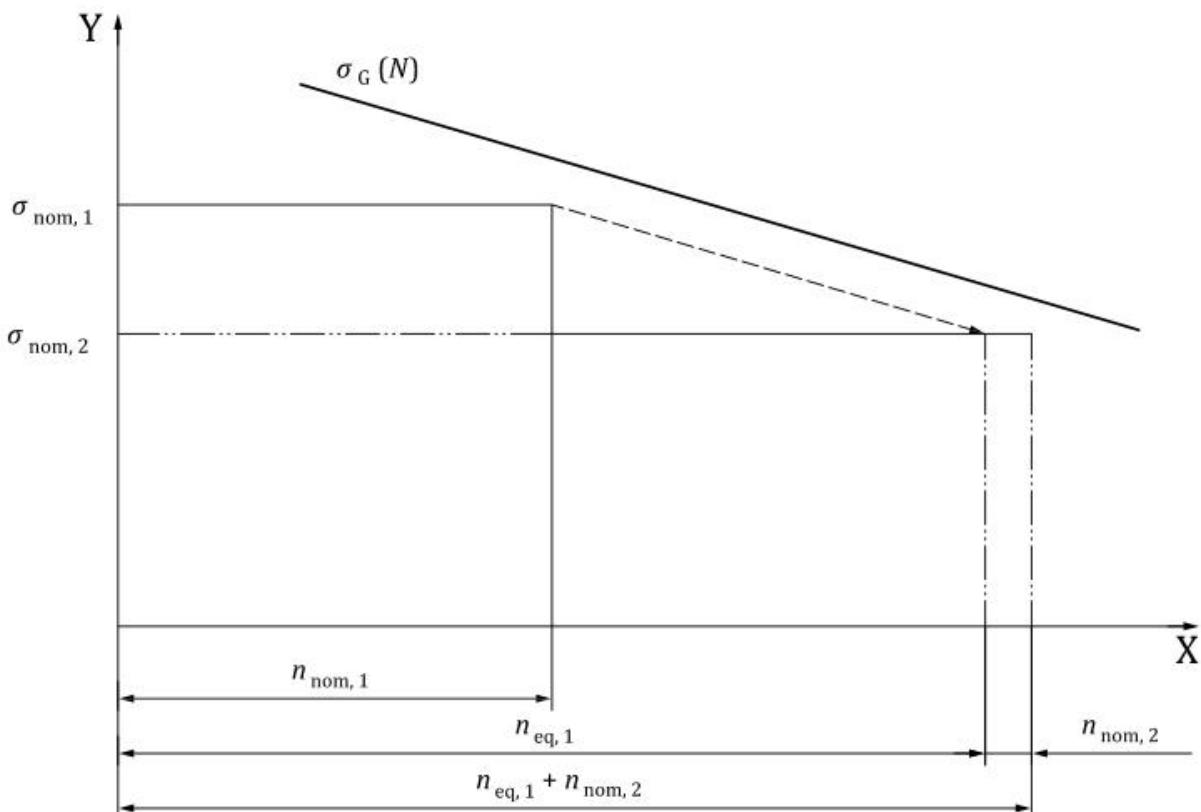 Y
σ G (N)
σ nom, 1
σ nom, 2
X
n nom, 1
n eq, 1
n nom, 2
n eq, 1 + n nom, 2